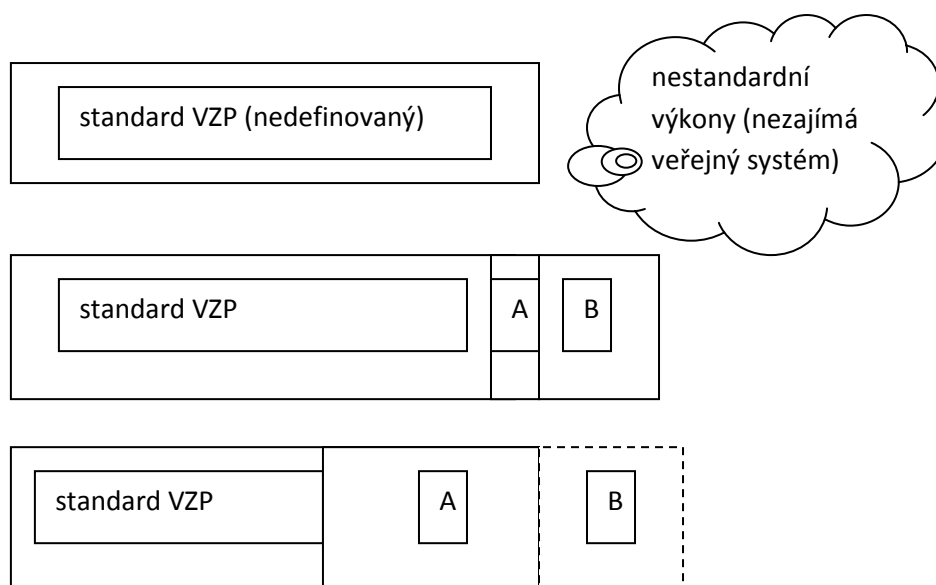 standard VZP (nedefinovaný)
nestandardní
výkony (nezajímá
veřejný systém)
standard VZP
A
B
standard VZP
A
B